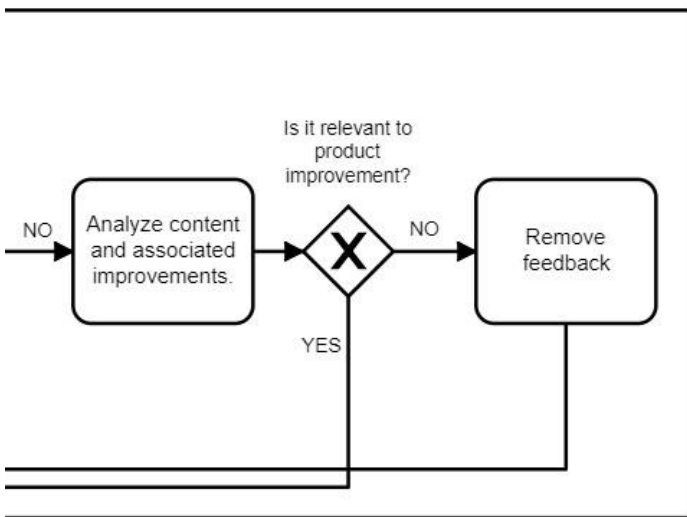 NO
Analyze content
and associated
improvements.
Is it relevant to
product
improvement?
X
NO
YES
Remove
feedback